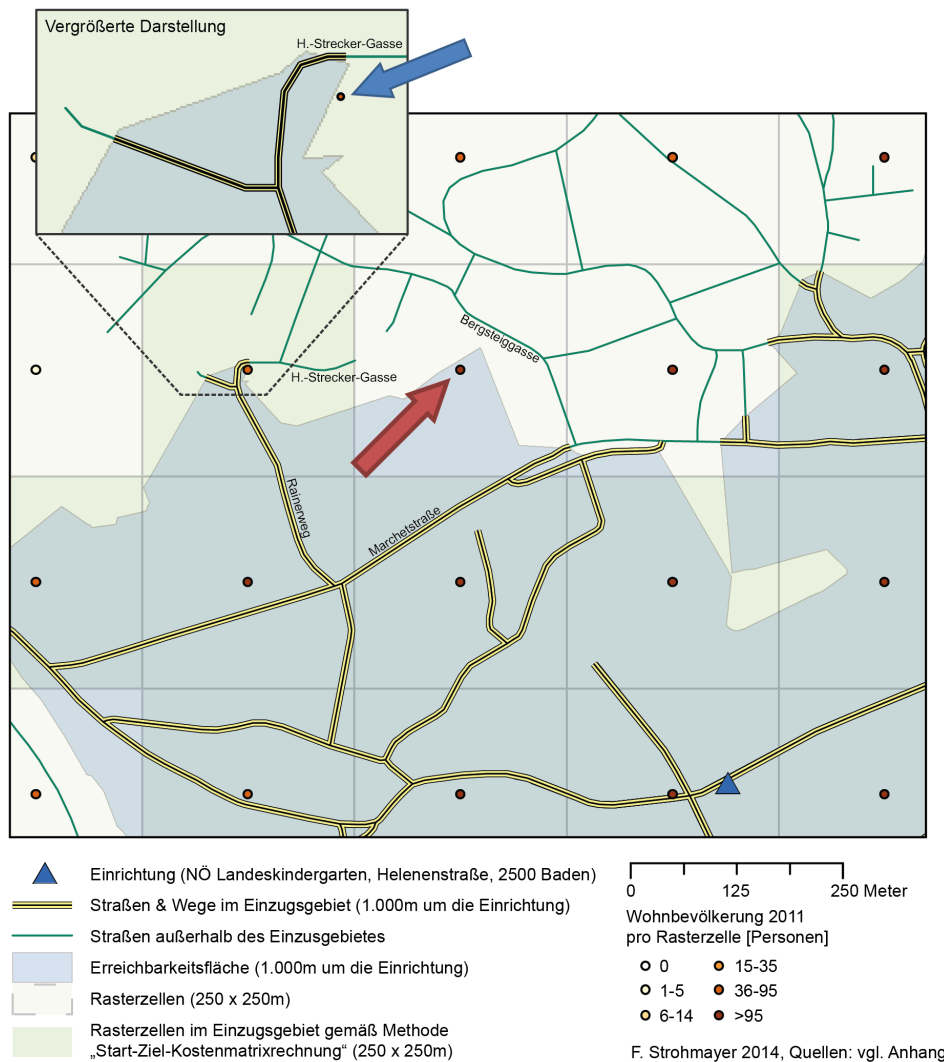 Vergrößerte Darstellung
H.-Strecker-Gasse
Bergsteiggasse
H.-Strecker-Gasse
Rainerweg
Marchetstraße
Einrichtung (NÖ Landeskindergarten, Helenenstraße, 2500 Baden)
Straßen & Wege im Einzugsgebiet (1.000m um die Einrichtung)
Straßen außerhalb des Einzusgebietes
Erreichbarkeitsfläche (1.000m um die Einrichtung)
Rasterzellen (250 x 250m)
Rasterzellen im Einzugsgebiet gemäß Methode
„Start-Ziel-Kostenmatrixrechnung“ (250 x 250m)
0 125 250 Meter
Wohnbevölkerung 2011
pro Rasterzelle [Personen]
0 15-35
1-5 36-95
6-14 >95
F. Strohmayer 2014, Quellen: vgl. Anhang